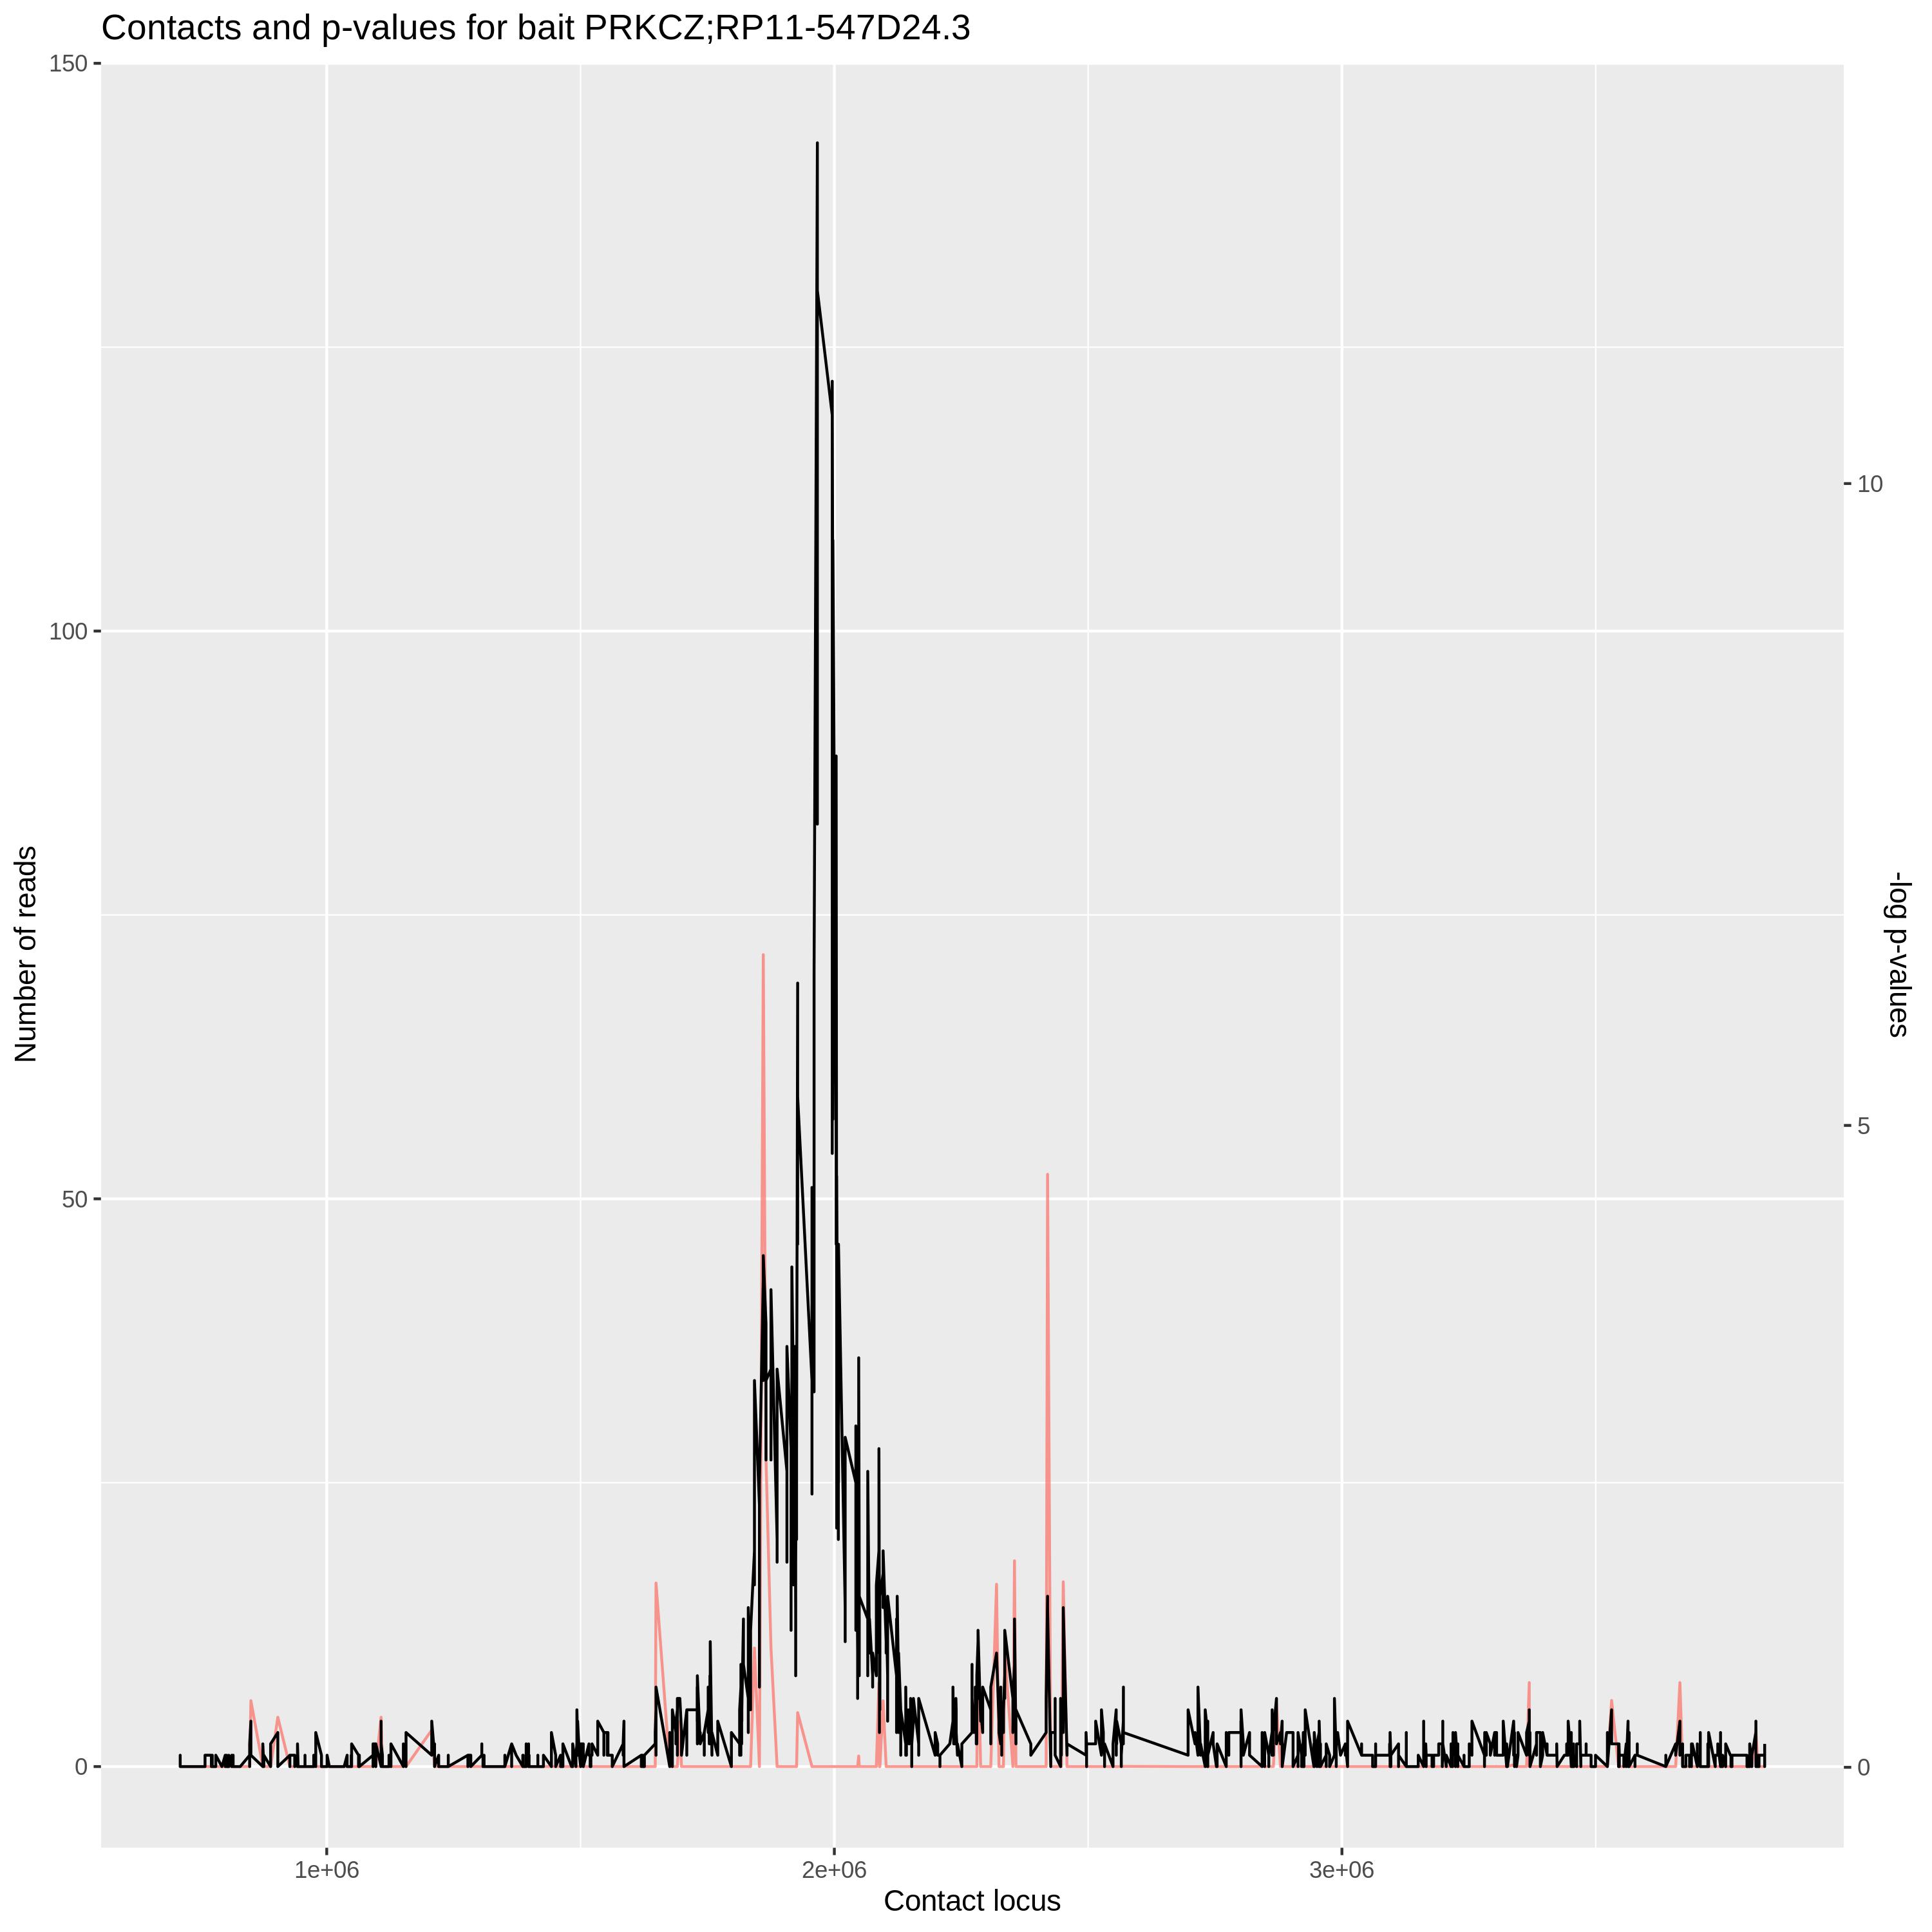 Contacts and p-values for bait PRKCZ;RP11-547D24.3
150
100
50
0
Number of reads
10
5
0
-log p-values
1e+06
2e+06
3e+06
Contact locus